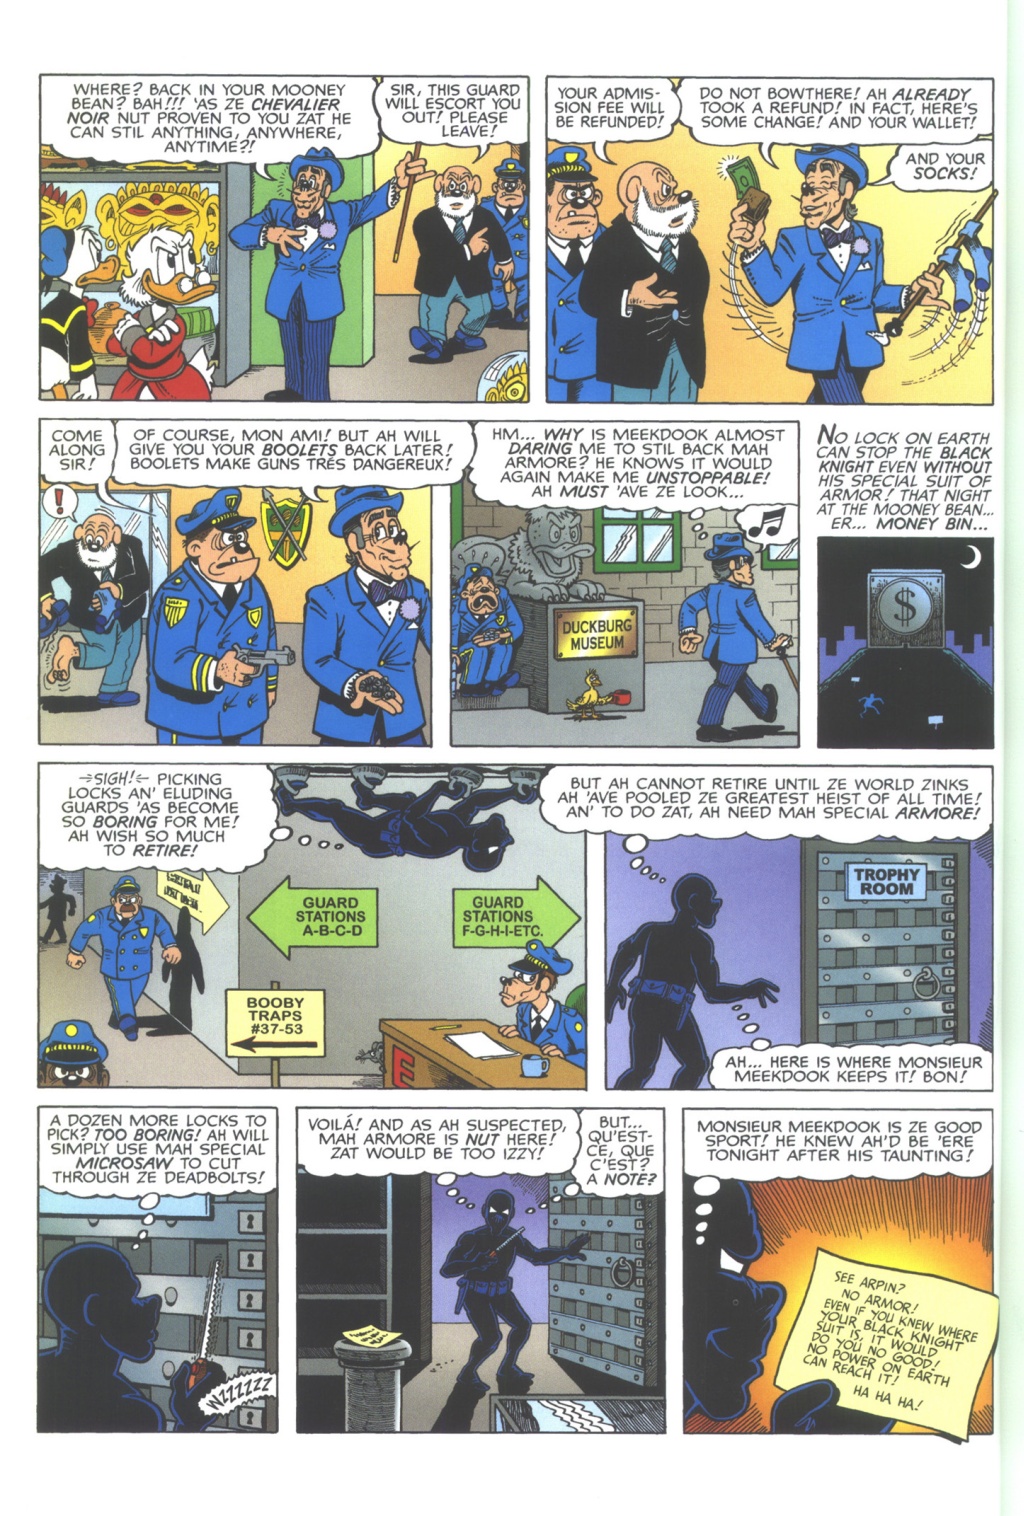 WHERE? BACK IN YOUR MOONEY
BEAN? BAH!!! 'AS ZE CHEVALIER
NOIR NUT PROVEN TO YOU ZAT HE
CAN STIL ANYTHING, ANYWHERE,
ANYTIME?!
SIR, THIS GUARD
WILL ESCORT YOU
OUT! PLEASE
LEAVE!
YOUR ADMIS-
SION FEE WILL
BE REFUNDED!
DO NOT BOWTHERE! AH ALREADY
TOOK A REFUND! IN FACT, HERE'S
SOME CHANGE! AND YOUR WALLET!
AND YOUR
SOCKS!
COME
ALONG
SIR!
!
OF COURSE, MON AMI! BUT AH WILL
GIVE YOU YOUR BOOLETS BACK LATER!
BOOLETS MAKE GUNS TRÉS DANGEREUX!
HM... WHY IS MEEKDOOK ALMOST
DARING ME TO STIL BACK MAH
ARMORE? HE KNOWS IT WOULD
AGAIN MAKE ME UNSTOPPABLE!
AH MUST 'AVE ZE LOOK...
DUCKBURG
MUSEUM
NO LOCK ON EARTH
CAN STOP THE BLACK
KNIGHT EVEN WITHOUT
HIS SPECIAL SUIT OF
ARMOR! THAT NIGHT
AT THE MOONEY BEAN...
ER... MONEY BIN...
$
SIGH! PICKING
LOCKS AN' ELUDING
GUARDS 'AS BECOME
SO BORING FOR ME!
AH WISH SO MUCH
TO RETIRE!
GUARD
STATIONS
A-B-C-D
GUARD
STATIONS
F-G-H-I-ETC.
BOOBY
TRAPS
#37-53
BUT AH CANNOT RETIRE UNTIL ZE WORLD ZINKS
AH 'AVE POOLED ZE GREATEST HEIST OF ALL TIME!
AN' TO DO ZAT, AH NEED MAH SPECIAL ARMORE!
TROPHY
ROOM
AH... HERE IS WHERE MONSIEUR
MEEKDOOK KEEPS IT! BON!
A DOZEN MORE LOCKS TO
PICK? TOO BORING! AH WILL
SIMPLY USE MAH SPECIAL
MICROSAW TO CUT
THROUGH ZE DEADBOLTS!
WZZZZZZ
VOILÁ! AND AS AH SUSPECTED,
MAH ARMORE IS NUT HERE!
ZAT WOULD BE TOO IZZY!
BUT...
QU'EST-
CE, QUE
C'EST?
A NOTE?
MONSIEUR MEEKDOOK IS ZE GOOD
SPORT! HE KNEW AH'D BE 'ERE
TONIGHT AFTER HIS TAUNTING!
SEE ARPIN?
NO ARMOR!
EVEN IF YOU KNEW WHERE
YOUR BLACK KNIGHT
SUIT IS, IT WOULD
DO YOU NO GOOD!
NO POWER ON EARTH
CAN REACH IT!
HA HA HA!